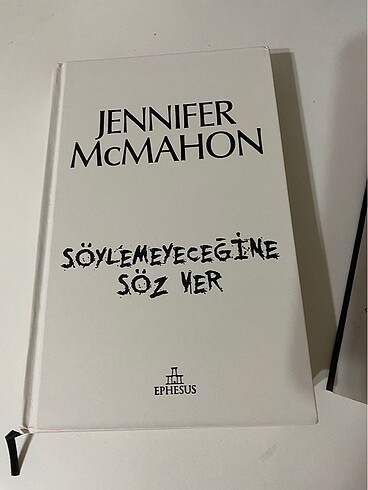 JENNIFER
McMAHON
SÖYLEMEYECEĞİNE
SÖZ VER
EPHESUS